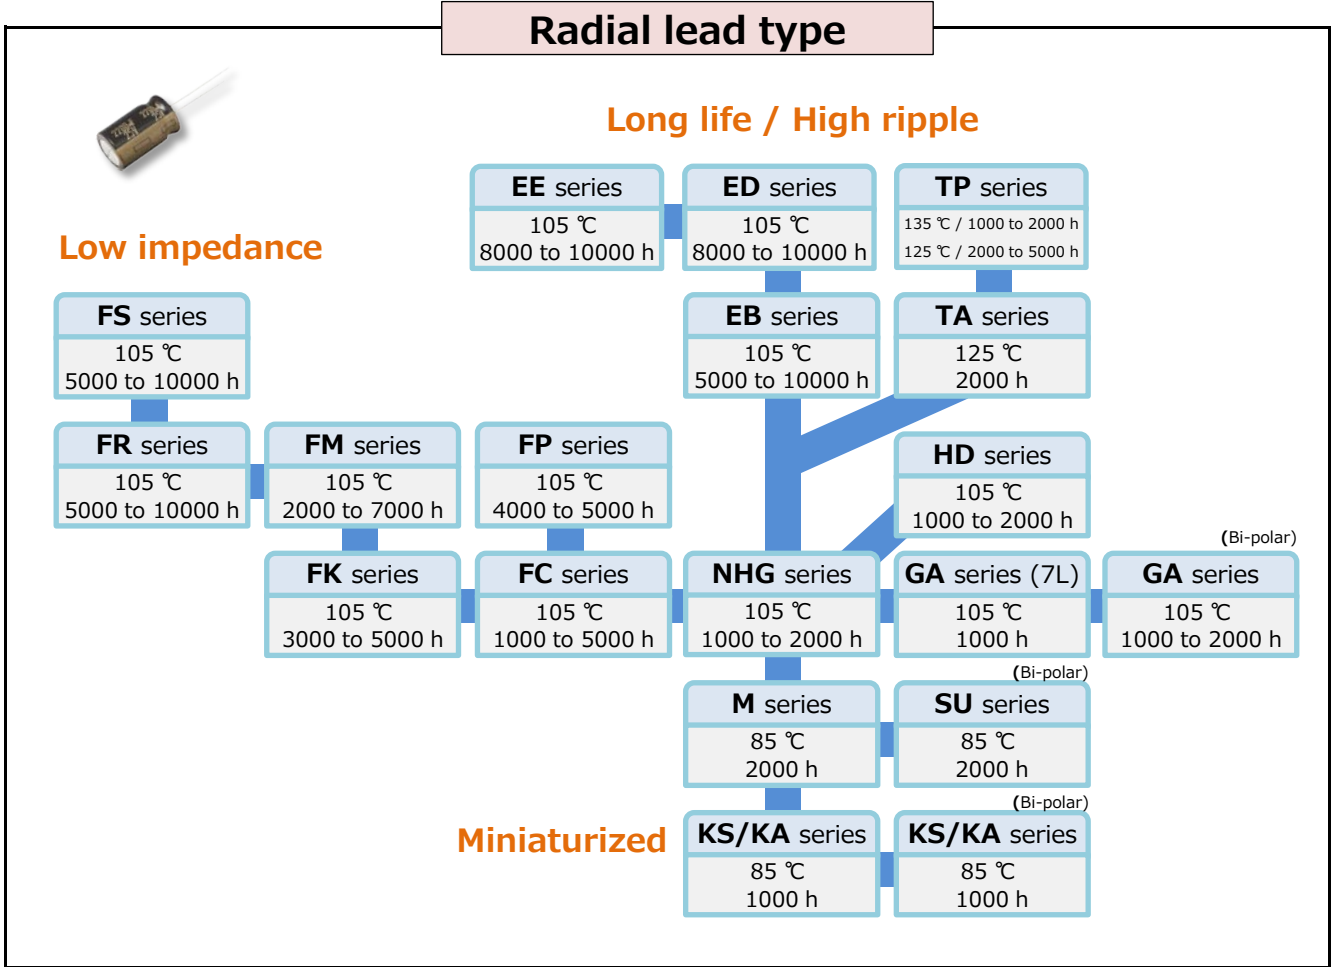 Radial lead type
Long life / High ripple
EE series
105 ℃
8000 to 10000 h
ED series
105 ℃
8000 to 10000 h
TP series
135 ℃ / 1000 to 2000 h
125 ℃ / 2000 to 5000 h
Low impedance
FS series
105 ℃
5000 to 10000 h
EB series
105 ℃
5000 to 10000 h
TA series
125 ℃
2000 h
FR series
105 ℃
5000 to 10000 h
FM series
105 ℃
2000 to 7000 h
FP series
105 ℃
4000 to 5000 h
HD series
105 ℃
1000 to 2000 h
FK series
105 ℃
3000 to 5000 h
FC series
105 ℃
1000 to 5000 h
NHG series
105 ℃
1000 to 2000 h
GA series (7L)
105 ℃
1000 h
(Bi-polar)
GA series
105 ℃
1000 to 2000 h
M series
85 ℃
2000 h
(Bi-polar)
SU series
85 ℃
2000 h
Miniaturized
KS/KA series
85 ℃
1000 h
(Bi-polar)
KS/KA series
85 ℃
1000 h